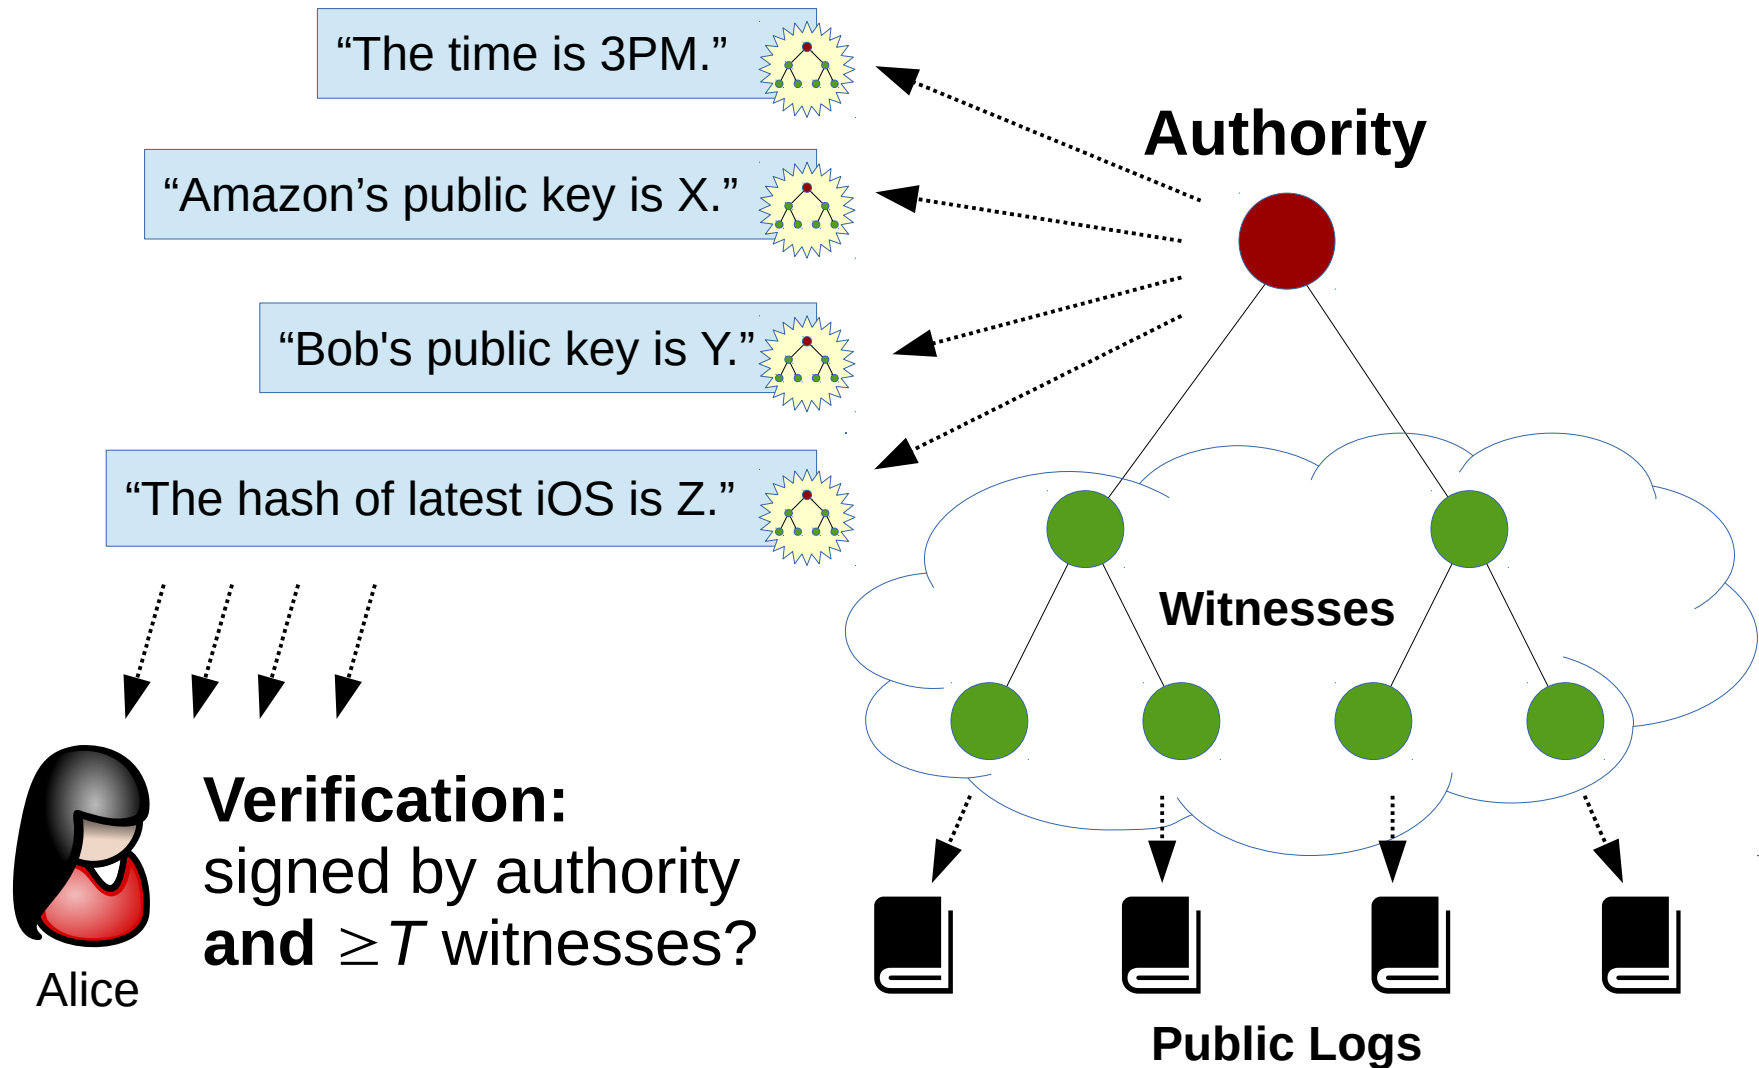 “The time is 3PM.”
“Amazon’s public key is X.”
“Bob's public key is Y.”
“The hash of latest iOS is Z.”
Authority
Witnesses
Verification:
signed by authority
and ≥T witnesses?
Alice
Public Logs